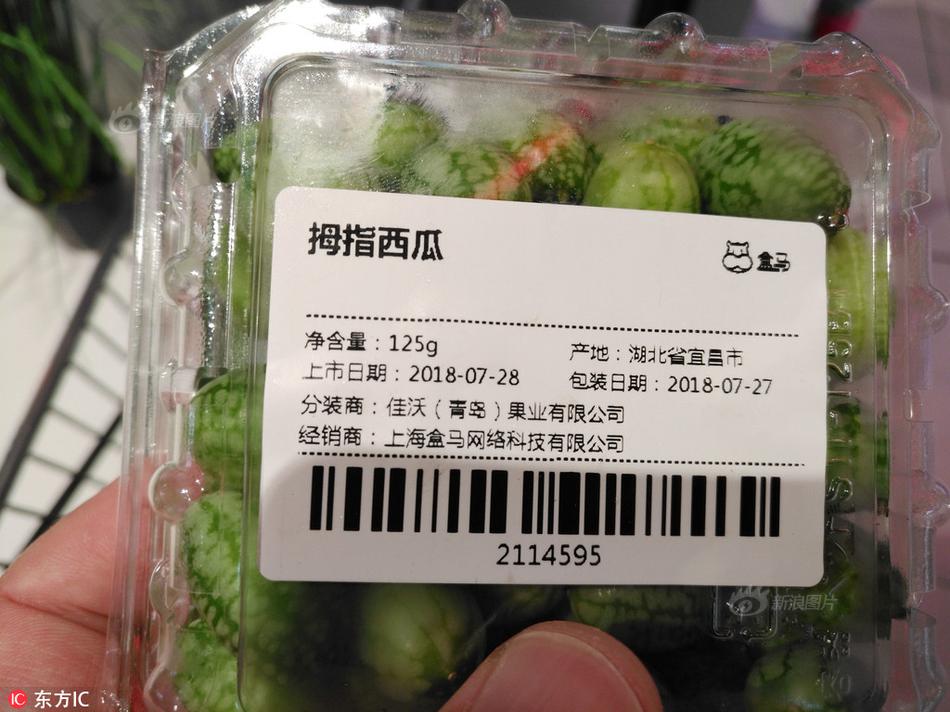 拇指西瓜
盒马
净含量：125g
产地：湖北省宜昌市
上市日期：2018-07-28
包装日期：2018-07-27
分装商：佳沃（青岛）果业有限公司
经销商：上海盒马网络科技有限公司
2114595
新浪图片
IC 东方IC